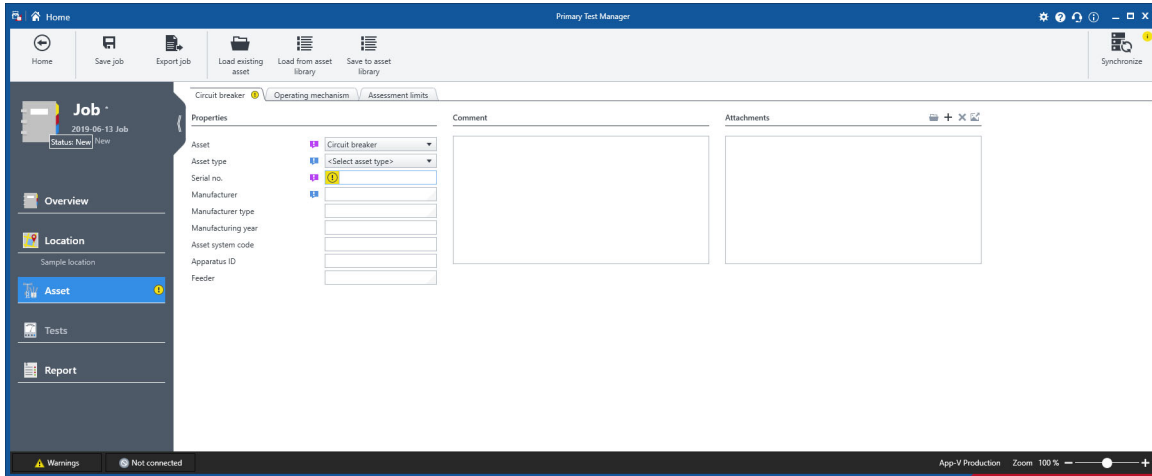 Home
Primary Test Manager
Home
Save job
Export job
Load existing
asset
Load from asset
library
Save to asset
library
Synchronize
Job *
2019-06-13 Job
Status: New
New
Overview
Location
Sample location
Asset
Tests
Report
Circuit breaker
Operating mechanism
Assessment limits
Properties
Asset
Circuit breaker
Asset type
<Select asset type>
Serial no.
Manufacturer
Manufacturer type
Manufacturing year
Asset system code
Apparatus ID
Feeder
Comment
Attachments
Warnings
Not connected
App-V Production
Zoom 100 %